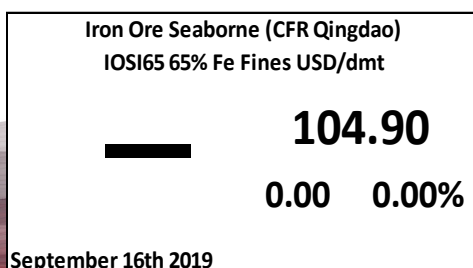 Iron Ore Seaborne (CFR Qingdao)
IOSI65 65% Fe Fines USD/dmt
104.90
0.00 0.00%
September 16th 2019